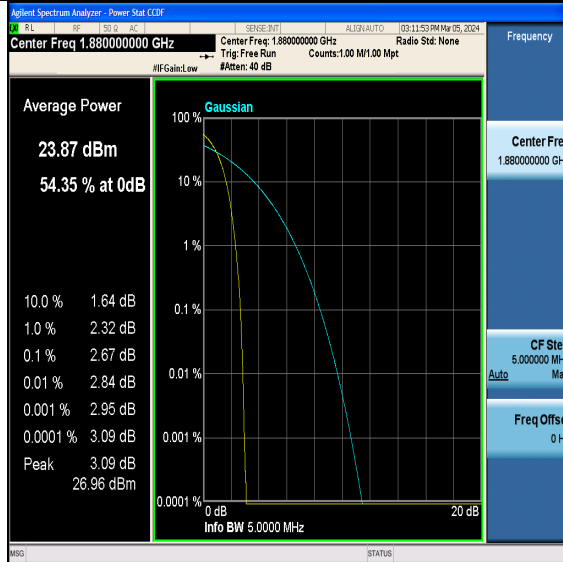 Agilent Spectrum Analyzer - Power Stat CCDF
LXI RL RF 50 Ω AC SENSE:INT ALIGNAUTO 03:11:53 PM Mar 05, 2024
Center Freq 1.880000000 GHz
Center Freq: 1.880000000 GHz Radio Std: None
Trig: Free Run Counts:1.00 M/1.00 Mpt
#IFGain:Low #Atten: 40 dB
Frequency
Average Power
23.87 dBm
54.35 % at 0dB
10.0 % 1.64 dB
1.0 % 2.32 dB
0.1 % 2.67 dB
0.01 % 2.84 dB
0.001 % 2.95 dB
0.0001 % 3.09 dB
Peak 3.09 dB
26.96 dBm
Gaussian
100 %
10 %
1 %
0.1 %
0.01 %
0.001 %
0.0001 %
0 dB 20 dB
Info BW 5.0000 MHz
Center Fre
1.880000000 GH
CF Ste
5.000000 MH
Auto Ma
Freq Offse
0 H
MSG STATUS